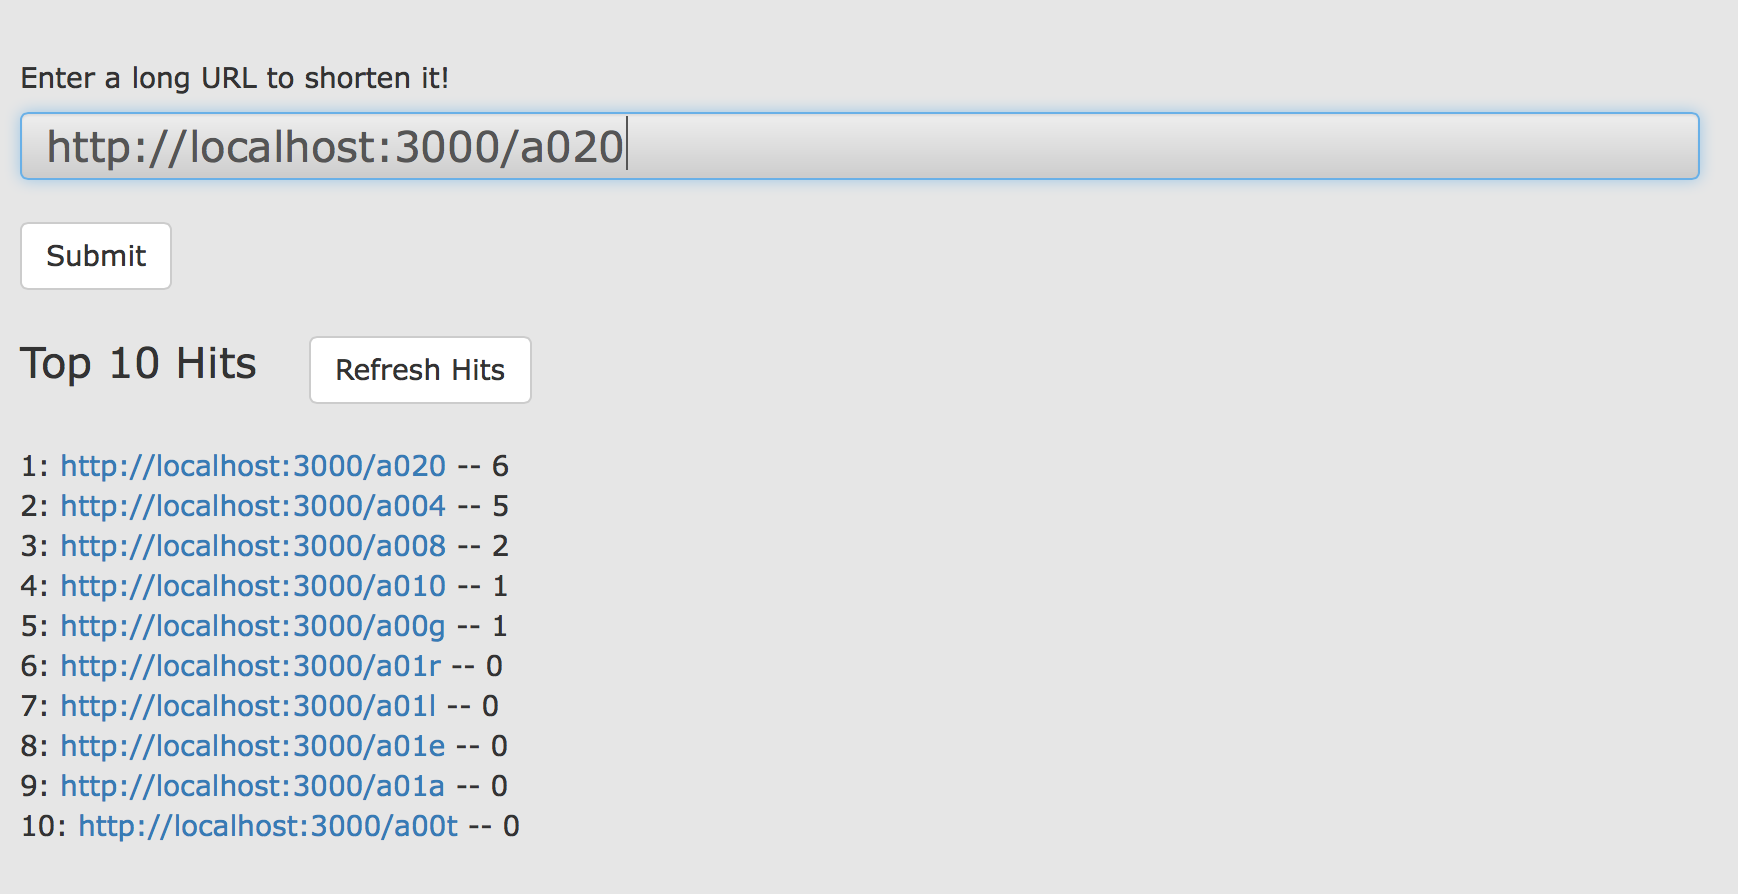 Enter a long URL to shorten it!
http://localhost:3000/a020
Submit
Top 10 Hits
Refresh Hits
1: http://localhost:3000/a020 -- 6
2: http://localhost:3000/a004 -- 5
3: http://localhost:3000/a008 -- 2
4: http://localhost:3000/a010 -- 1
5: http://localhost:3000/a00g -- 1
6: http://localhost:3000/a01r -- 0
7: http://localhost:3000/a01l -- 0
8: http://localhost:3000/a01e -- 0
9: http://localhost:3000/a01a -- 0
10: http://localhost:3000/a00t -- 0